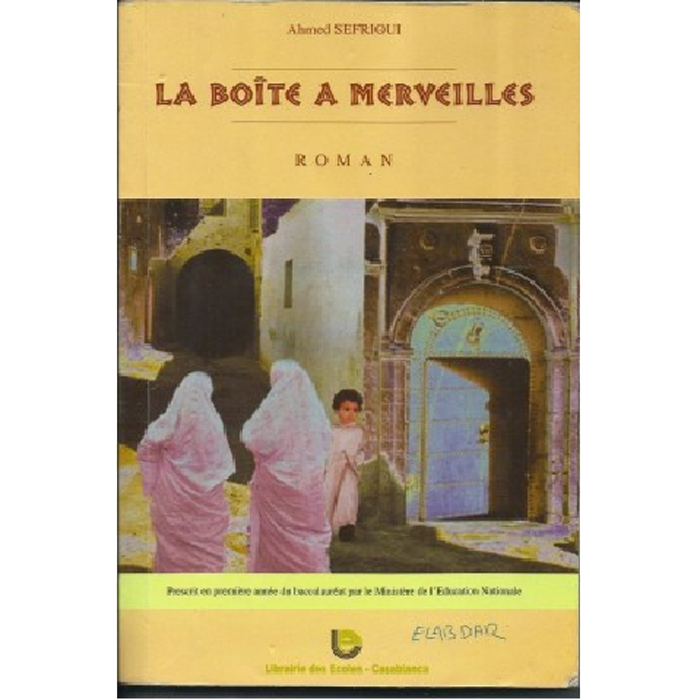 Ahmed SEFRIOUI
LA BOÎTE A MERVEILLES
ROMAN
Prescrit en première année du baccalauréat par le Ministère de l'Education Nationale
ELABDAR
Librairie des Ecoles - Casablanca